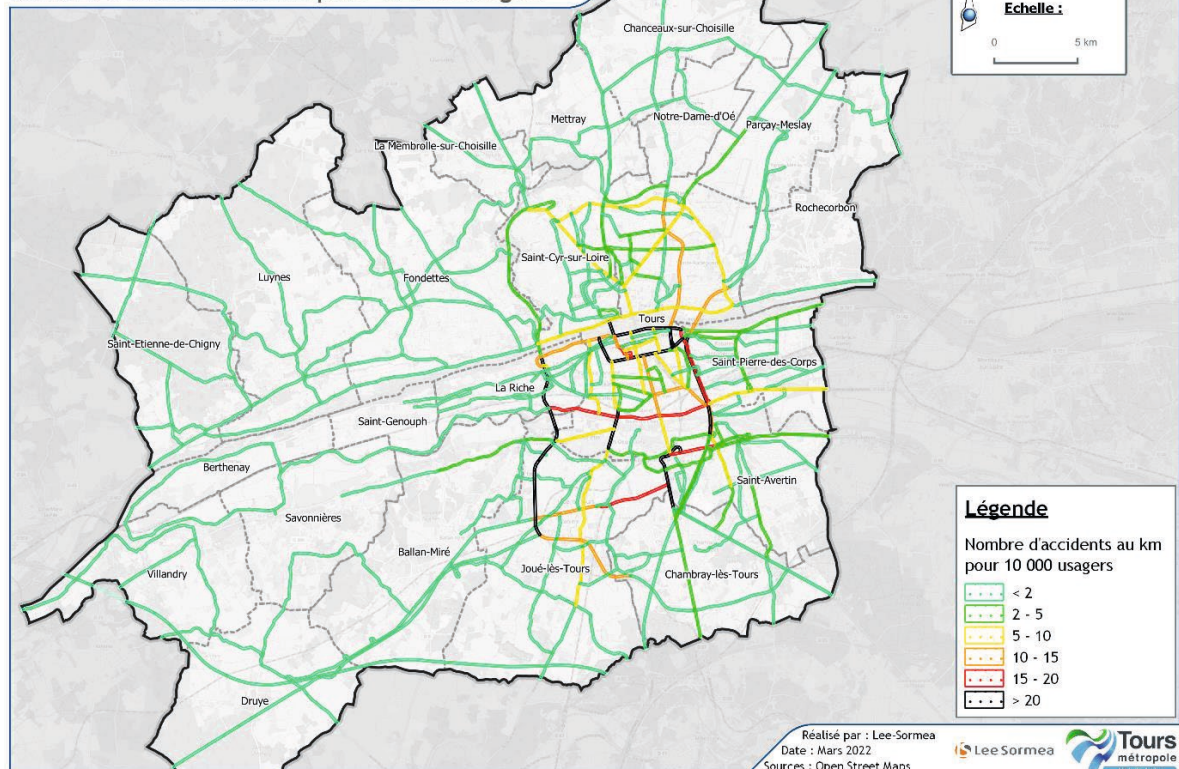 Echelle :
0 5 km
Chanceaux-sur-Choisille
Mettray
Notre-Dame-d'Oé
Parçay-Meslay
La Membrolle-sur-Choisille
Rochecorbon
Saint-Cyr-sur-Loire
Luynes
Fondettes
Tours
Saint-Etienne-de-Chigny
Saint-Pierre-des-Corps
La Riche
Saint-Genouph
Berthenay
Saint-Avertin
Savonnières
Ballan-Miré
Villandry
Joué-lès-Tours
Chambray-lès-Tours
Druye
Légende
Nombre d'accidents au km
pour 10 000 usagers
< 2
2 - 5
5 - 10
10 - 15
15 - 20
> 20
Réalisé par : Lee-Sormea
Date : Mars 2022
Sources : Open Street Maps
LeeSormea
Tours
métropole